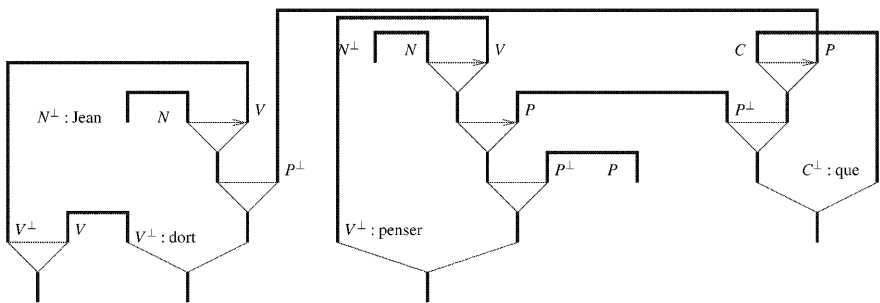 N⊥ N V C P
N⊥ : Jean N V P P⊥
P⊥ P⊥ P C⊥ : que
V⊥ V V⊥ : dort V⊥ : penser